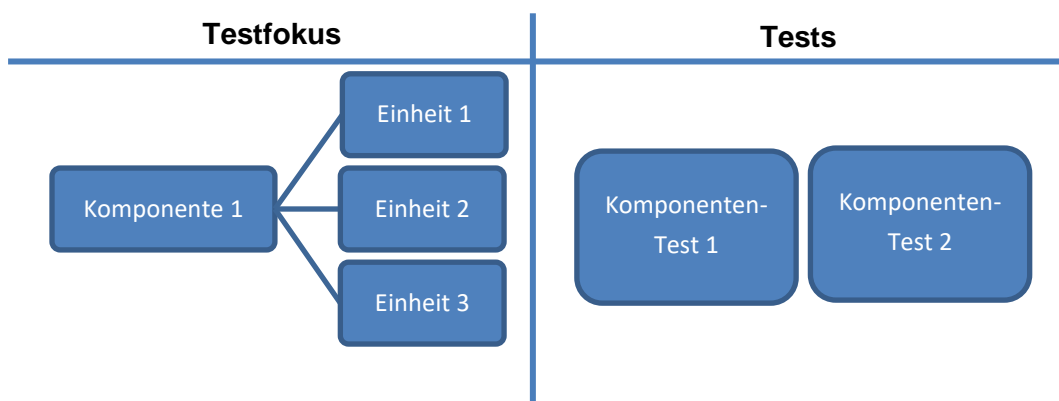 Testfokus
Tests
Einheit 1
Komponente 1
Einheit 2
Einheit 3
Komponenten-
Test 1
Komponenten-
Test 2